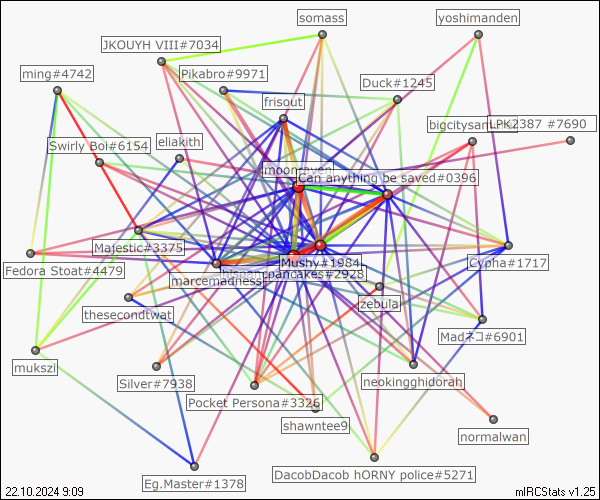 somass
yoshimanden
JKOUYH VIII#7034
ming#4742
Pikabro#9971
Duck#1245
frisout
LPK2387 #7690
Swirly Boi#6154
eliakith
moonraven
Can anything be saved#0396
Majestic#3375
Mushy#1984
Cypha#1717
Fedora Stoat#4479
marcemadness
hispanicpancakes#2928
thesecondtwat
zebula
Madネコ#6901
mukszi
Silver#7938
neokingghidorah
Pocket Persona#3326
shawntee9
normalwan
Eg.Master#1378
DacobDacob hORNY police#5271
22.10.2024 9:09
mIRCStats v1.25